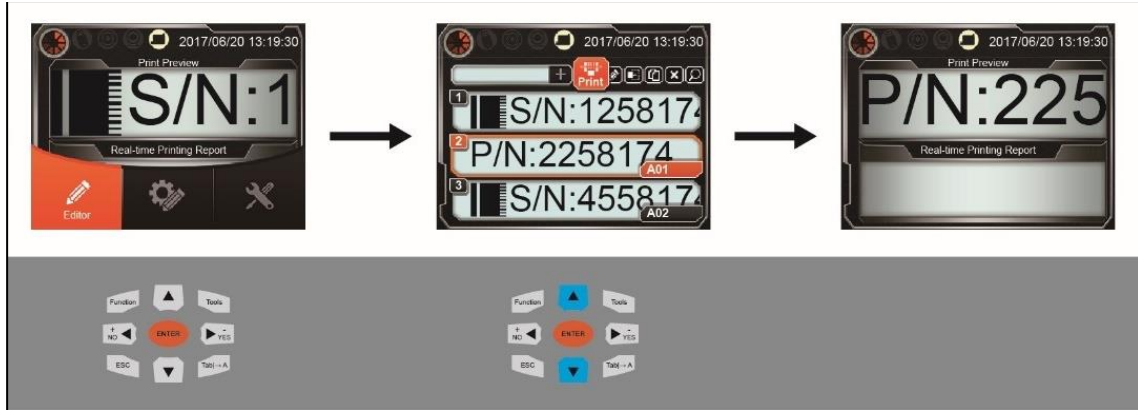 2017/06/20 13:19:30
Print Preview
S/N:1
Real-time Printing Report
Editor
2017/06/20 13:19:30
Print
1
S/N:1258174
2
P/N:2258174
A01
3
S/N:4558174
A02
2017/06/20 13:19:30
Print Preview
P/N:225
Real-time Printing Report
Function
Tools
+ NO
ENTER
- YES
ESC
Tab|→A
Function
Tools
+ NO
ENTER
- YES
ESC
Tab|→A